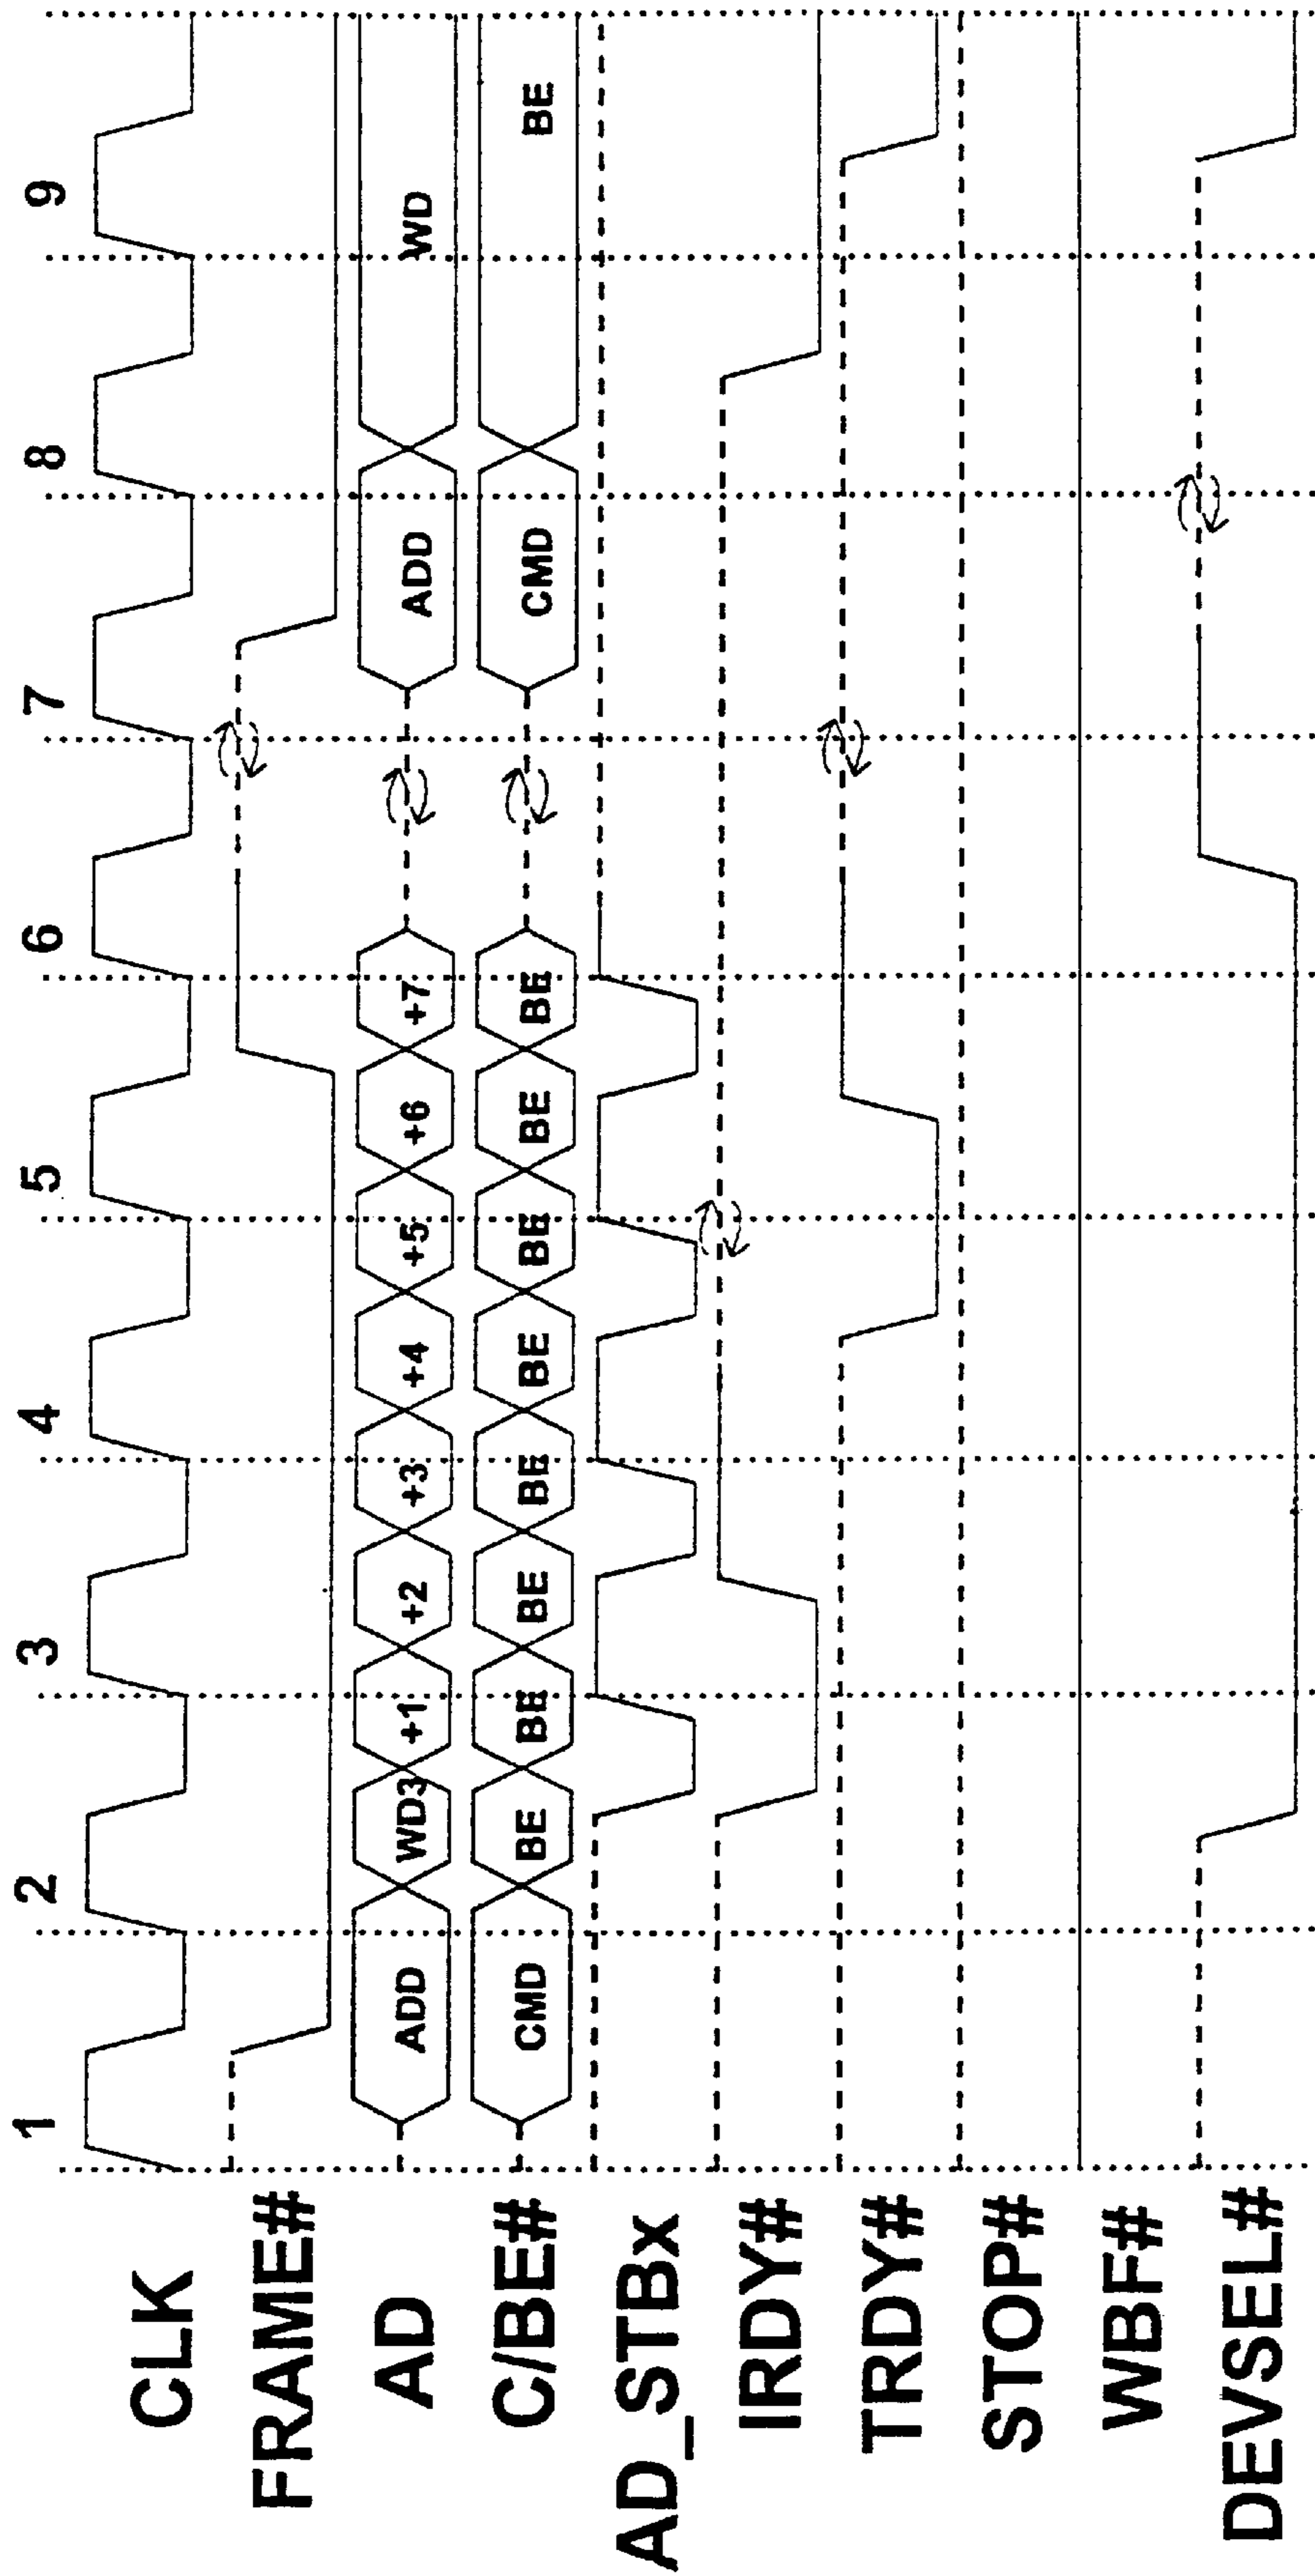 1 2 3 4 5 6 7 8 9
CLK
FRAME#
AD ADD WD3 +1 +2 +3 +4 +5 +6 +7 ADD WD
C/BE# CMD BE BE BE BE BE BE BE BE CMD BE
AD_STBx
IRDY#
TRDY#
STOP#
WBF#
DEVSEL#